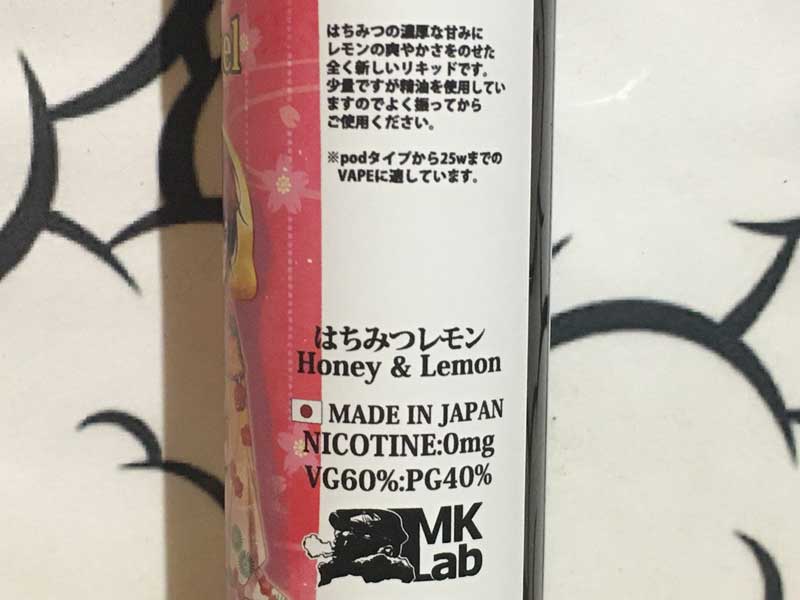 el
はちみつの濃厚な甘みに
レモンの爽やかさをのせた
全く新しいリキッドです。
少量ですが精油を使用してい
ますのでよく振ってから
ご使用ください。
※podタイプから25wまでの
VAPEに適しています。
はちみつレモン
Honey & Lemon
MADE IN JAPAN
NICOTINE:0mg
VG60%:PG40%
MK
Lab